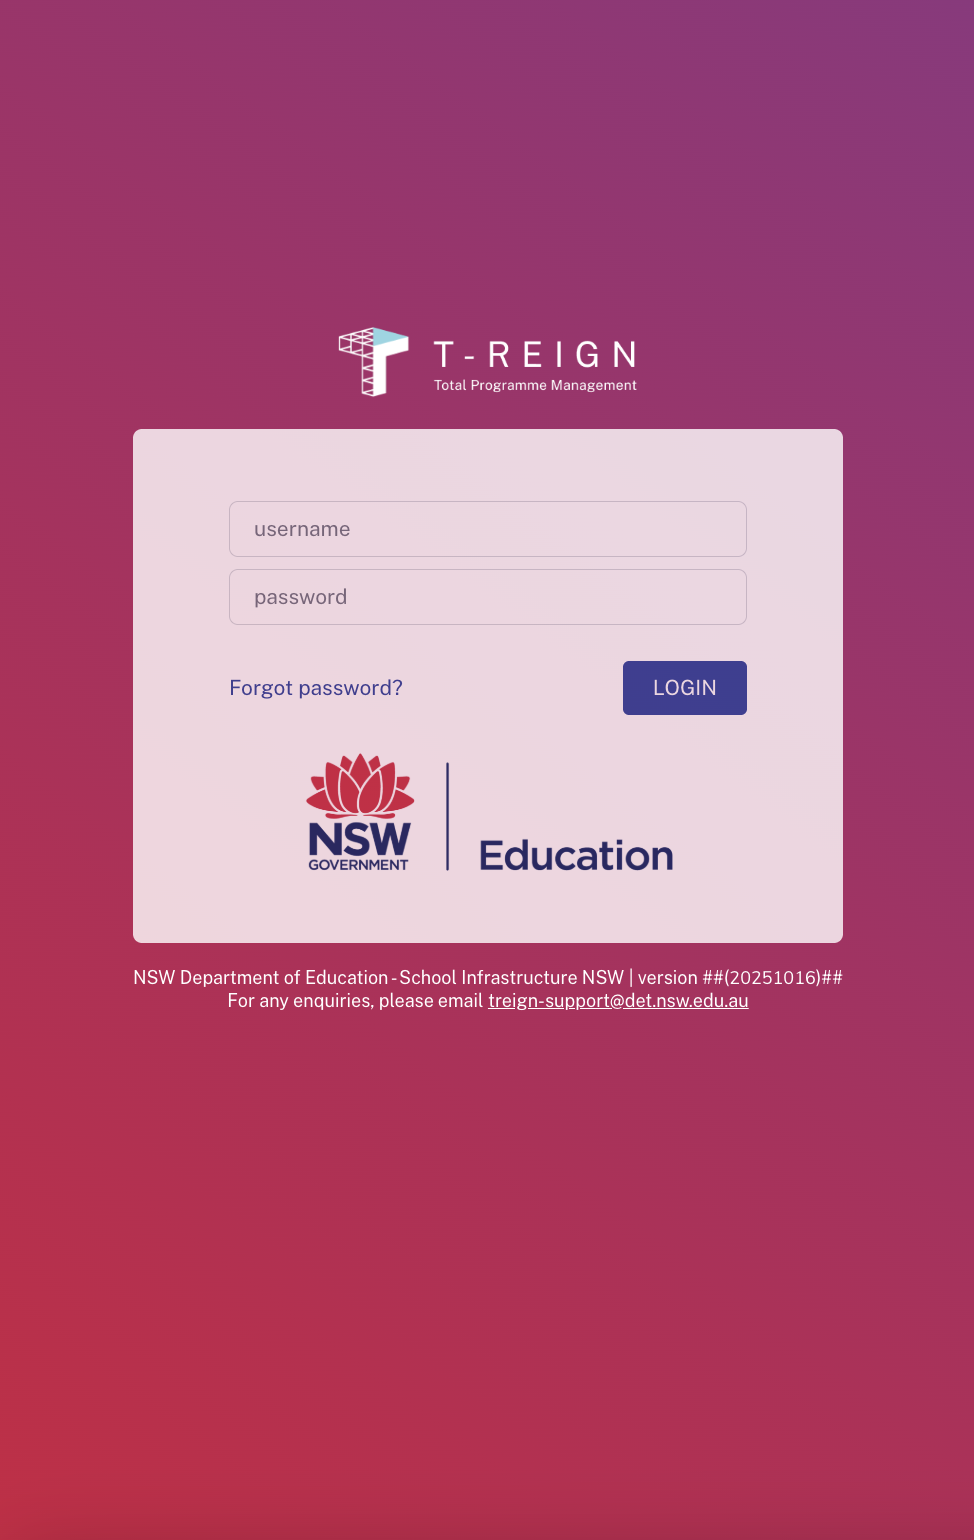 T-REIGN
Total Programme Management
username
password
Forgot password?
LOGIN
NSW
GOVERNMENT
Education
NSW Department of Education - School Infrastructure NSW | version ##(20251016)##
For any enquiries, please email treign-support@det.nsw.edu.au